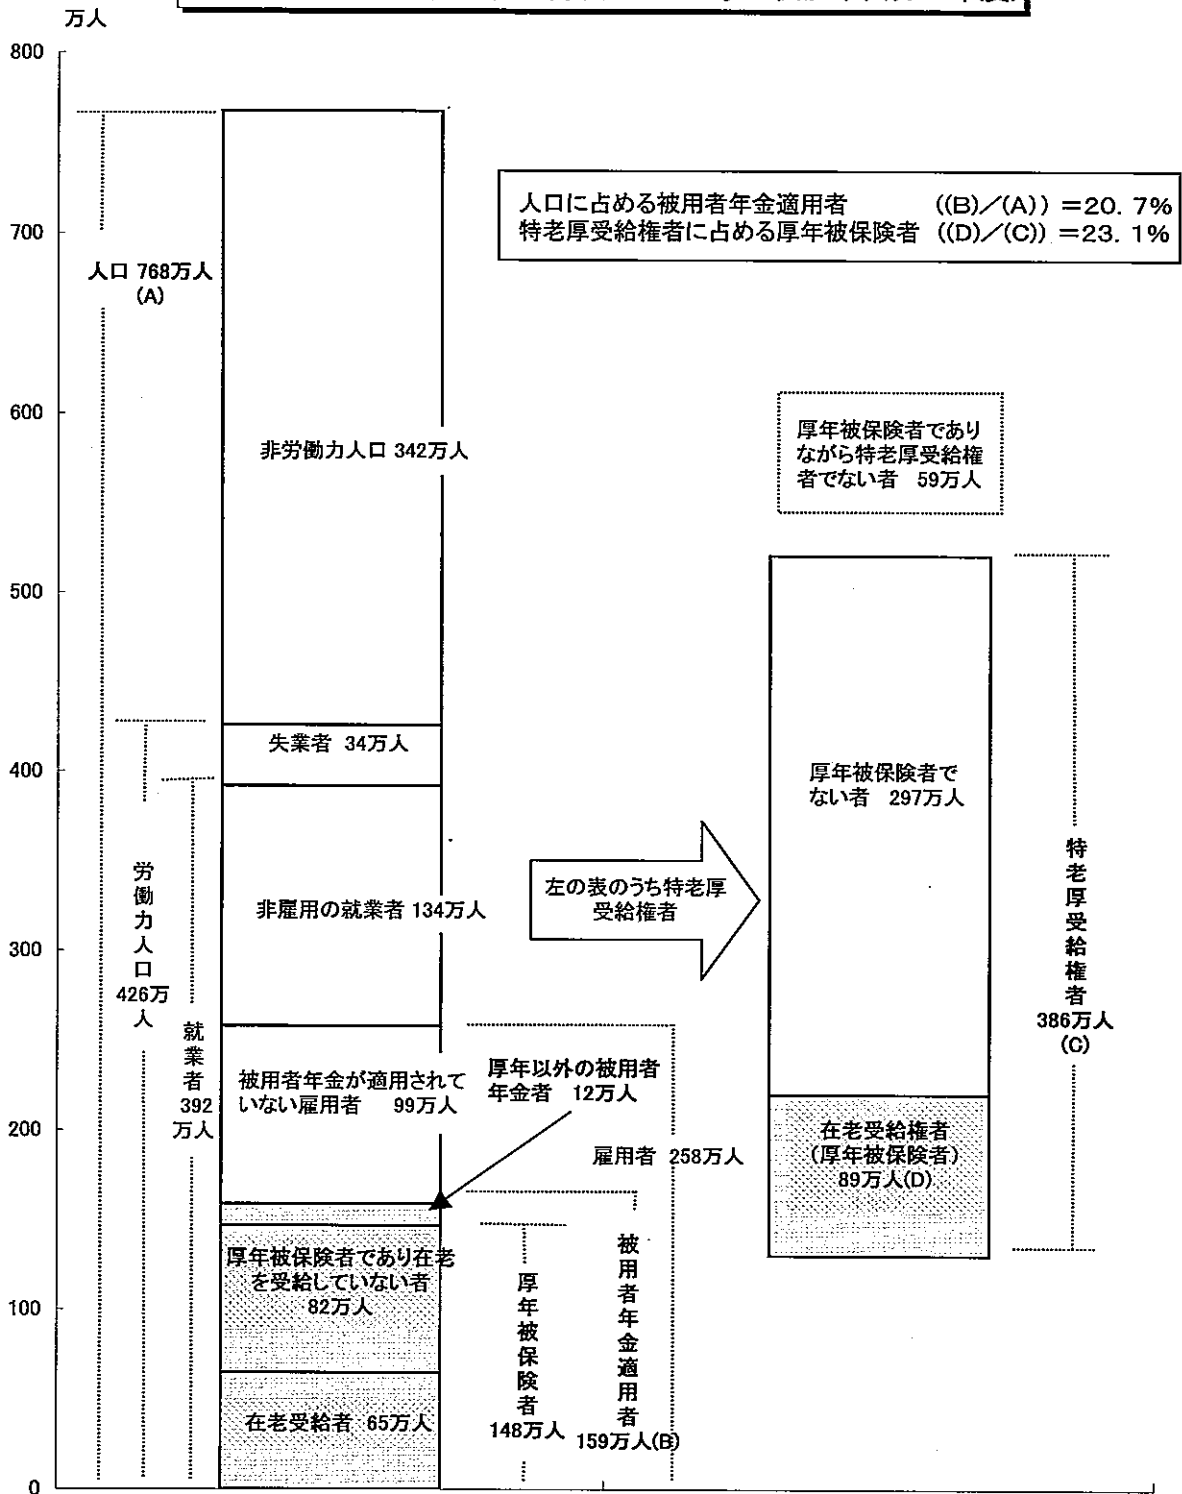 万人
800
700
600
500
400
300
200
100
0
人口に占める被用者年金適用者 ((B)/(A)) =20.7%
特老厚受給権者に占める厚年被保険者 ((D)/(C)) =23.1%
人口 768万人
(A)
非労働力人口 342万人
失業者 34万人
非雇用の就業者 134万人
被用者年金が適用されて
いない雇用者 99万人
厚年被保険者であり在老
を受給していない者
82万人
在老受給者 65万人
労働力人口
426万
人
就業者
392
万人
厚年以外の被用者
年金者 12万人
雇用者 258万人
厚年被保険者
148万人
被用者年金適用者
159万人(B)
左の表のうち特老厚
受給権者
厚年被保険者であり
ながら特老厚受給権
者でない者 59万人
厚年被保険者で
ない者 297万人
在老受給権者
(厚年被保険者)
89万人(D)
特老厚受給権者
386万人
(C)